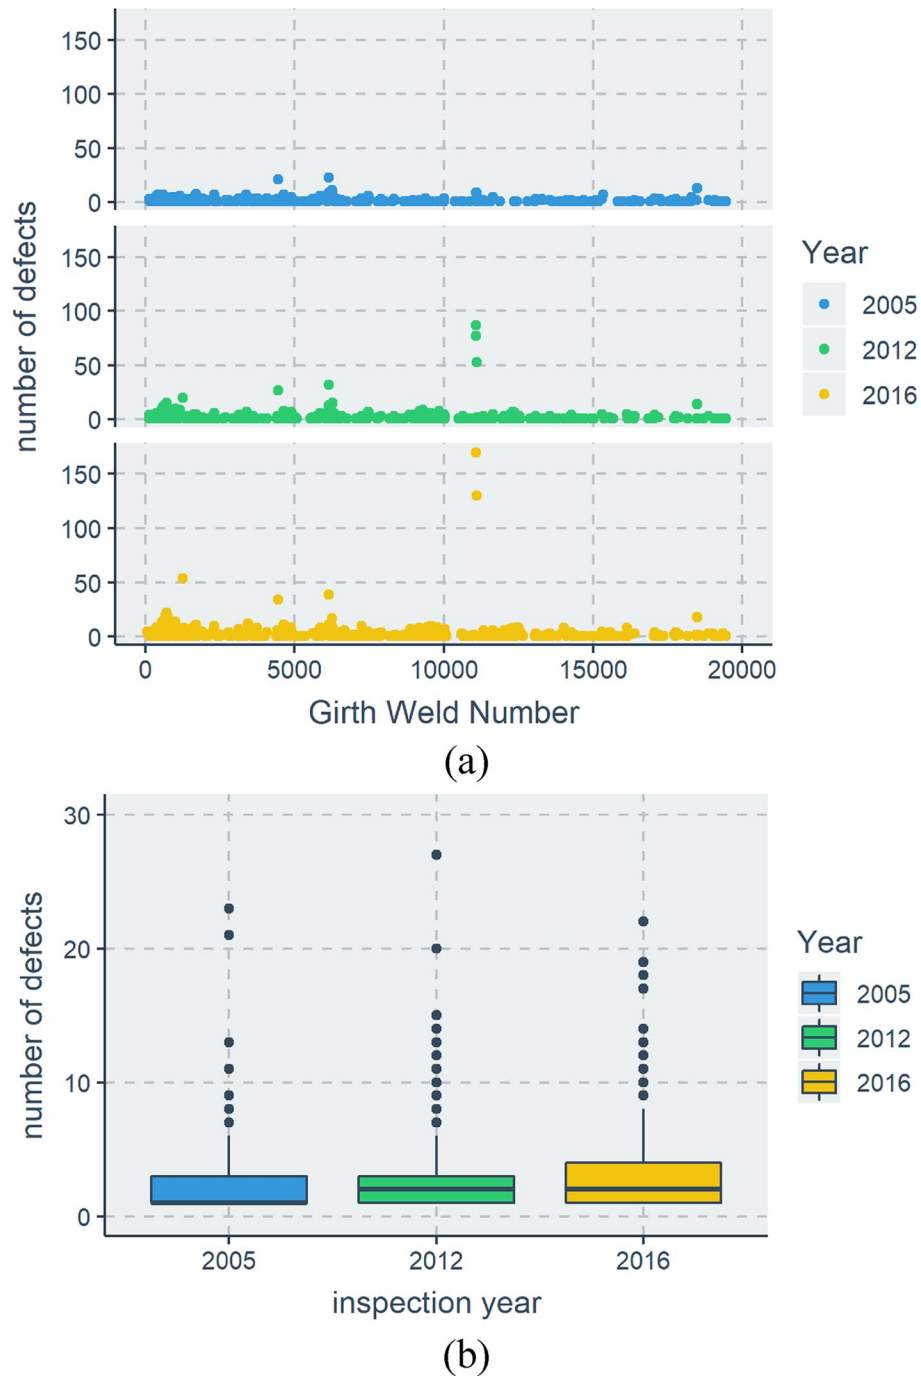 150
100
50
0
150
100
50
0
150
100
50
0
number of defects
0 5000 10000 15000 20000
Girth Weld Number
Year
2005
2012
2016
(a)
30
20
10
0
number of defects
2005 2012 2016
inspection year
Year
2005
2012
2016
(b)